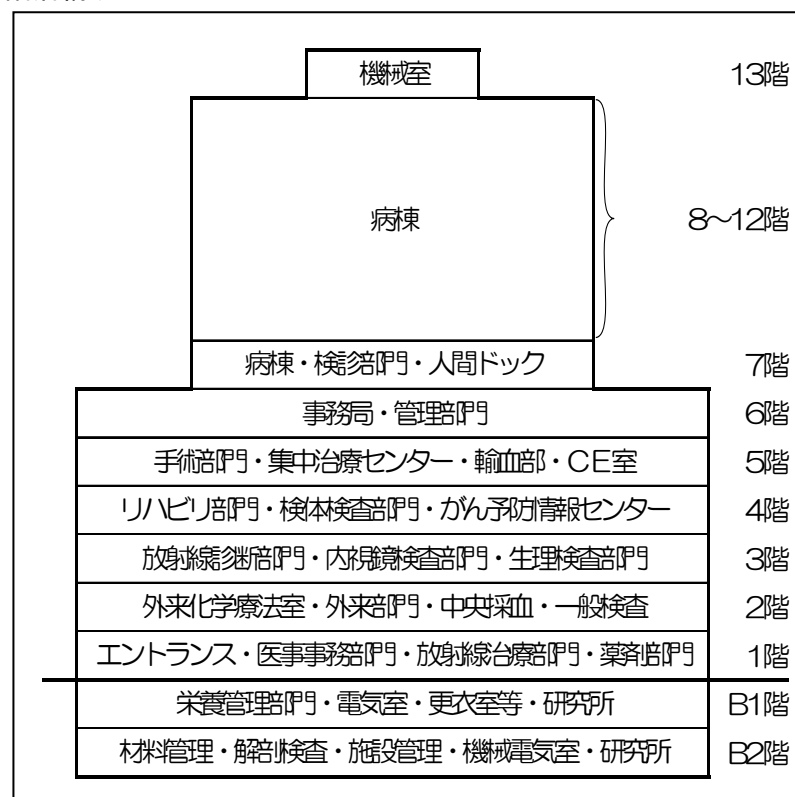 機械室 13階
病棟 8～12階
病棟・検診部門・人間ドック 7階
事務局・管理部門 6階
手術部門・集中治療センター・輸血部・CE室 5階
リハビリ部門・検体検査部門・がん予防情報センター 4階
放射線診断部門・内視鏡検査部門・生理検査部門 3階
外来化学療法室・外来部門・中央採血・一般検査 2階
エントランス・医事事務部門・放射線治療部門・薬剤部門 1階
栄養管理部門・電気室・更衣室等・研究所 B1階
材料管理・解剖検査・施設管理・機械電気室・研究所 B2階